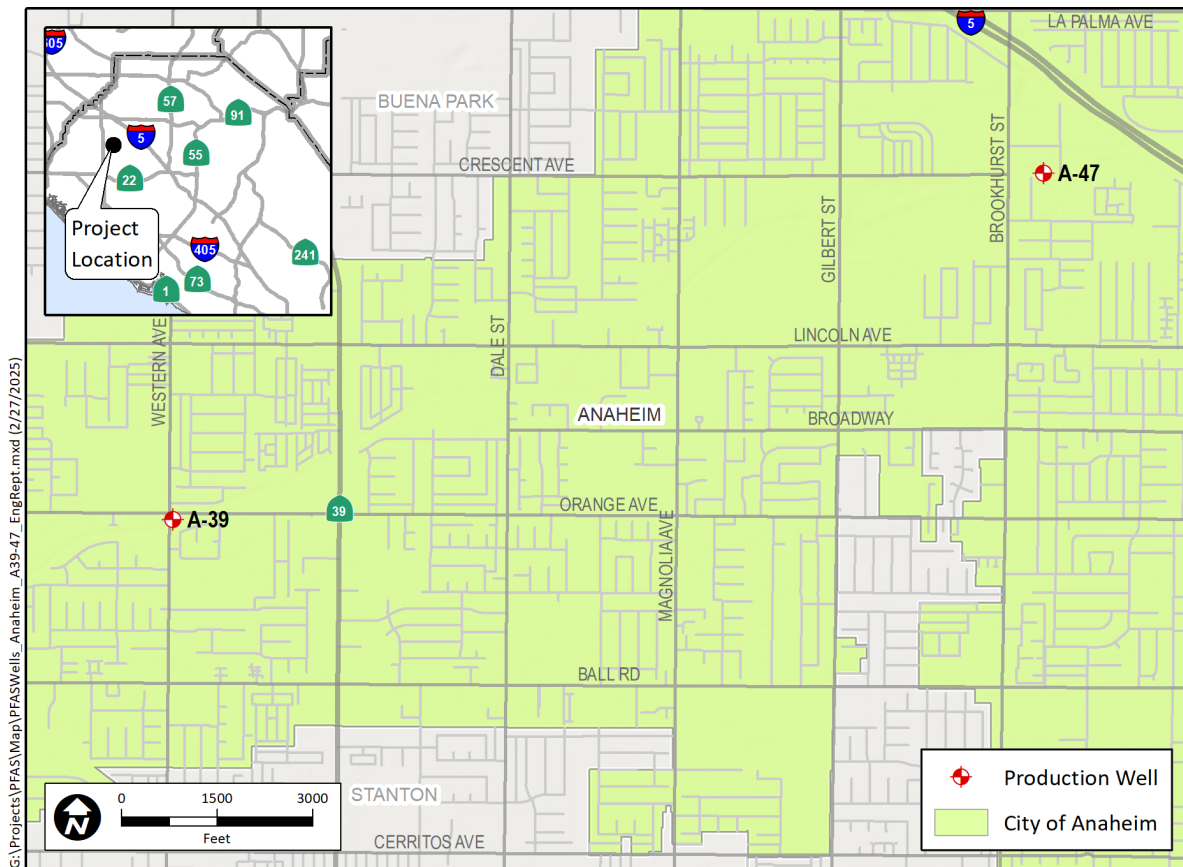 5
LA PALMA AVE
605
57
91
BUENA PARK
5
55
CRESCENT AVE
22
BROOKHURST ST
A-47
GILBERT ST
Project
Location
405
241
73
1
WESTERN AVE
DALE ST
LINCOLN AVE
ANAHEIM
BROADWAY
ORANGE AVE
39
A-39
MAGNOLIA AVE
BALL RD
STANTON
CERRITOS AVE
N
0 1500 3000
Feet
Production Well
City of Anaheim
G:\Projects\PFAS\Map\PFASWells_Anaheim_A39-47_EngRept.mxd (2/27/2025)